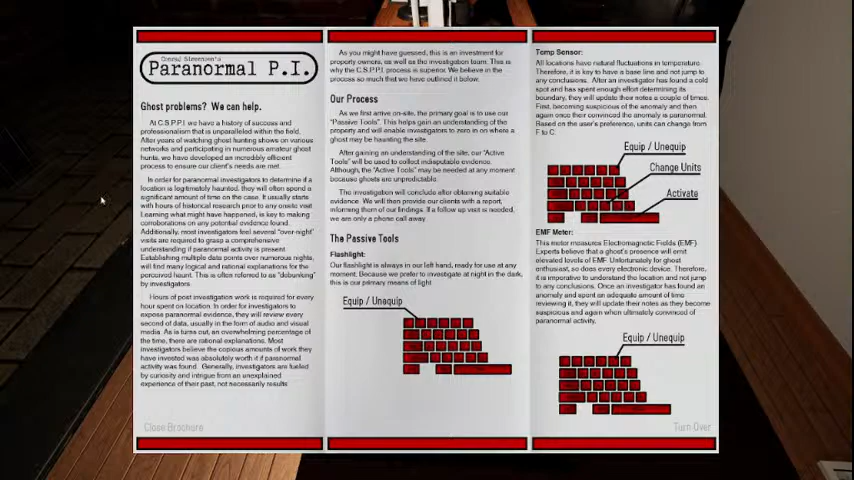 Conrad Stevenson's
Paranormal P.I.
Ghost problems? We can help.
At C.S.P.P.I. we have a history of success and
professionalism that is unparalleled within the field.
After years of watching ghost hunting shows on various
networks and participating in numerous amateur ghost
hunts, we have developed an incredibly efficient
process to ensure our client's needs are met.
In order for paranormal investigators to determine if a
location is legitimately haunted, they will often spend a
significant amount of time on the case. It usually starts
with hours of historical research prior to any onsite visit.
Learning what might have happened, is key to making
corroborations on any potential evidence found.
Additionally, most investigators feel several "over-night"
visits are required to grasp a comprehensive
understanding if paranormal activity is present.
Establishing multiple data points over numerous nights,
will find many logical and rational explanations for the
perceived haunt. This is often referred to as "debunking"
by investigators.
Hours of post investigation work is required for every
hour spent on location. In order for investigators to
expose paranormal evidence, they will review every
second of data, usually in the form of audio and visual
media. As is turns out, an overwhelming percentage of
the time, there are rational explanations. Most
investigators believe the copious amounts of work they
have invested was absolutely worth it if paranormal
activity was found. Generally, investigators are fueled
by curiosity and intrigue from an unexplained
experience of their past, not necessarily results.
Close Brochure
As you might have guessed, this is an investment for
property owners, as well as the investigation team. This is
why the C.S.P.P.I. process is superior. We believe in the
process so much that we have outlined it below.
Our Process
As we first arrive on-site, the primary goal is to use our
"Passive Tools". This helps gain an understanding of the
property and will enable investigators to zero in on where a
ghost may be haunting the site.
After gaining an understanding of the site, our "Active
Tools" will be used to collect indisputable evidence.
Although, the "Active Tools" may be needed at any moment
because ghosts are unpredictable.
The investigation will conclude after obtaining suitable
evidence. We will then provide our clients with a report,
informing them of our findings. If a follow up visit is needed, we
are only a phone call away.
The Passive Tools
Flashlight:
Our flashlight is always in our left hand, ready for use at any
moment. Because we prefer to investigate at night in the dark,
this is our primary means of light.
Equip / Unequip
Temp Sensor:
All locations have natural fluctuations in temperature.
Therefore, it is key to have a base line and not jump to
any conclusions. After an investigator has found a cold
spot and has spent enough effort determining its
boundary, they will update their notes a couple of times.
First, becoming suspicious of the anomaly and then
again once their convinced the anomaly is paranormal.
Based on the user's preference, units can change from
F to C.
Equip / Unequip
Change Units
Activate
EMF Meter:
This meter measures Electromagnetic Fields (EMF)
Experts believe that a ghost's presence will emit
elevated levels of EMF. Unfortunately for ghost
enthusiast, so does every electronic device. Therefore,
it is imperative to understand the location and not jump
to any conclusions. Once an investigator has found an
anomaly and spent an adequate amount of time
reviewing it, they will update their notes as they become
suspicious and again when ultimately convinced of
paranormal activity.
Equip / Unequip
Turn Over